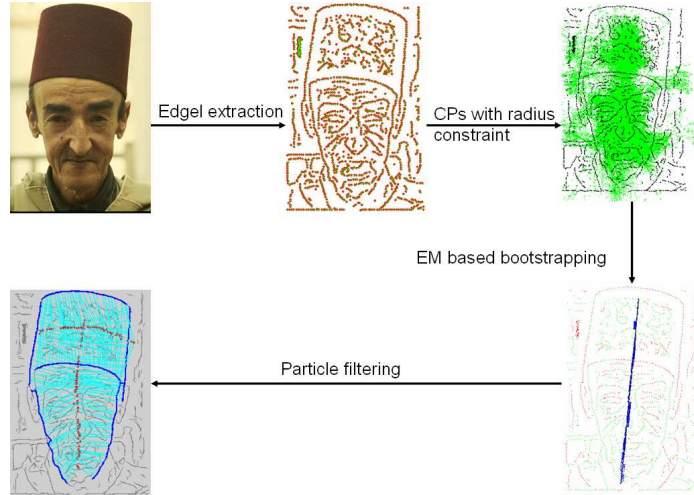 Edgel extraction
CPs with radius
constraint
EM based bootstrapping
Particle filtering